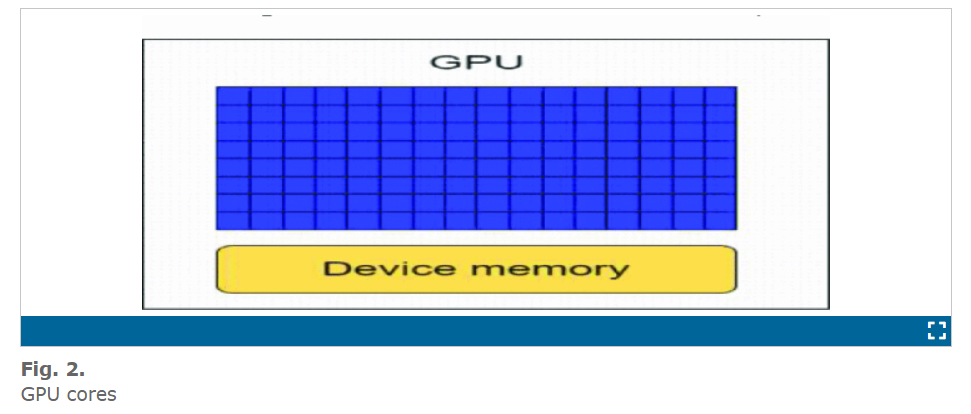 GPU
Device memory
Fig. 2.
GPU cores